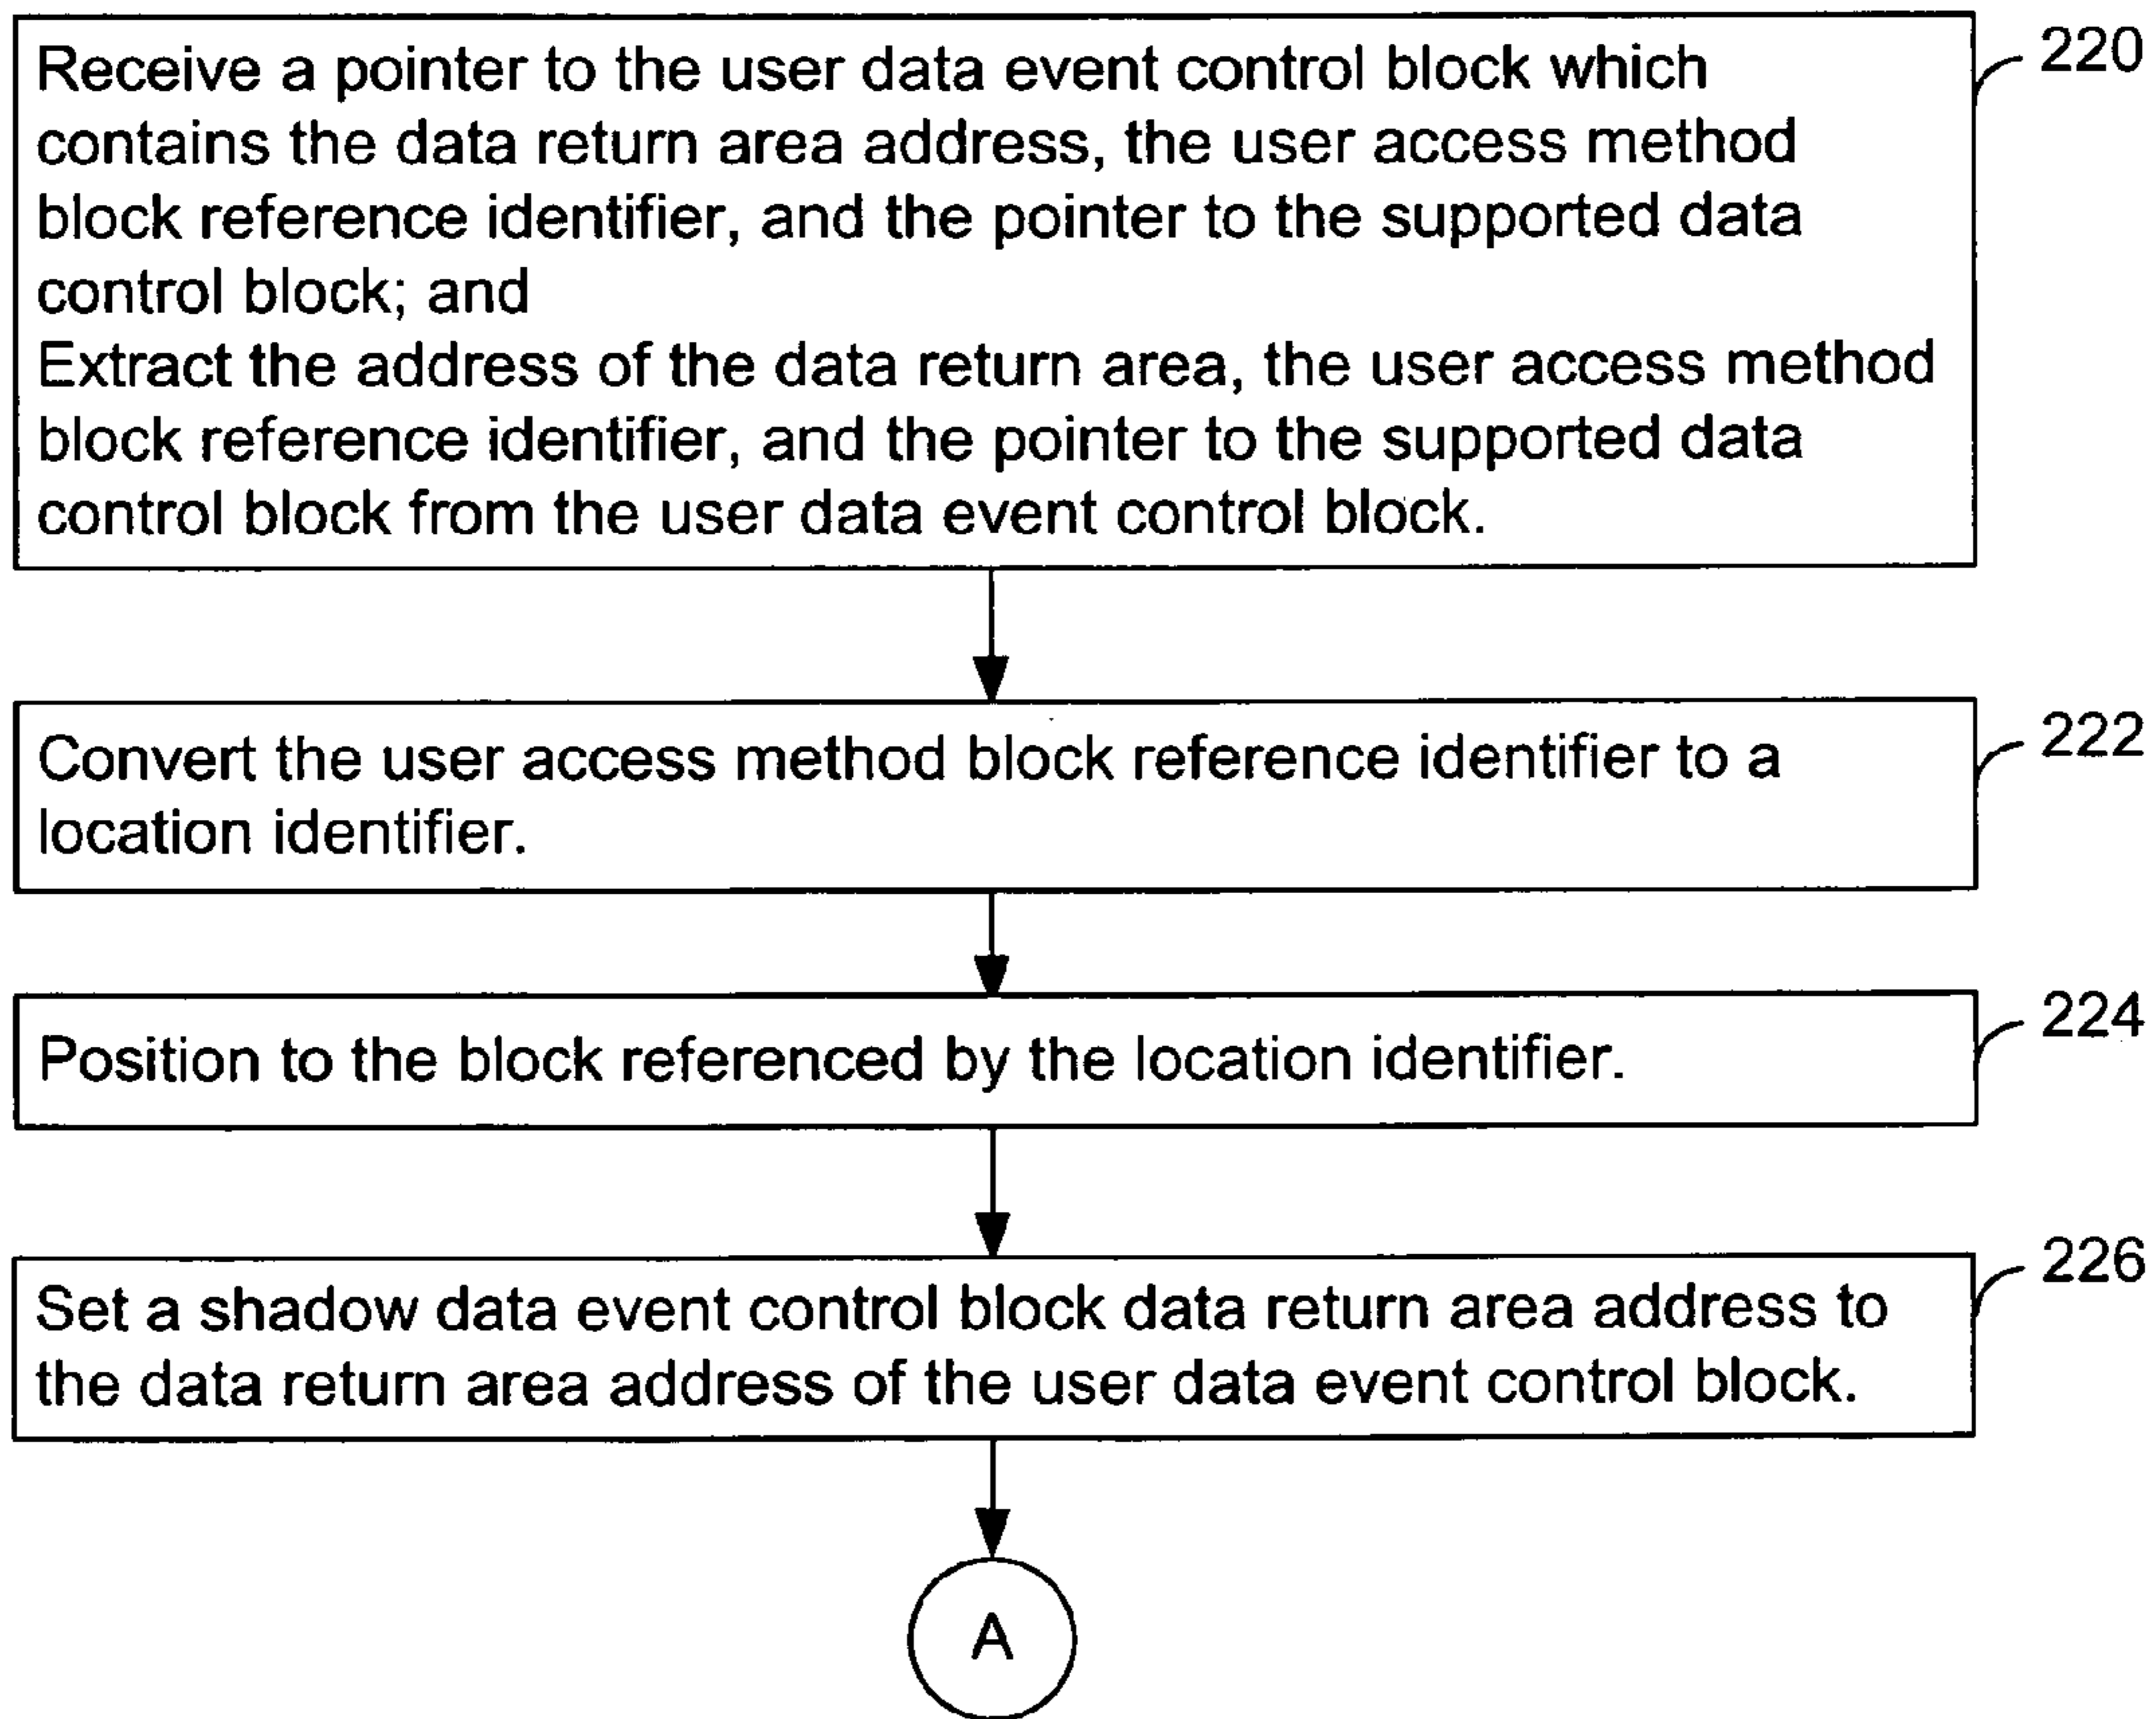 Receive a pointer to the user data event control block which
contains the data return area address, the user access method
block reference identifier, and the pointer to the supported data
control block; and
Extract the address of the data return area, the user access method
block reference identifier, and the pointer to the supported data
control block from the user data event control block.
220
Convert the user access method block reference identifier to a
location identifier.
222
Position to the block referenced by the location identifier.
224
Set a shadow data event control block data return area address to
the data return area address of the user data event control block.
226
A